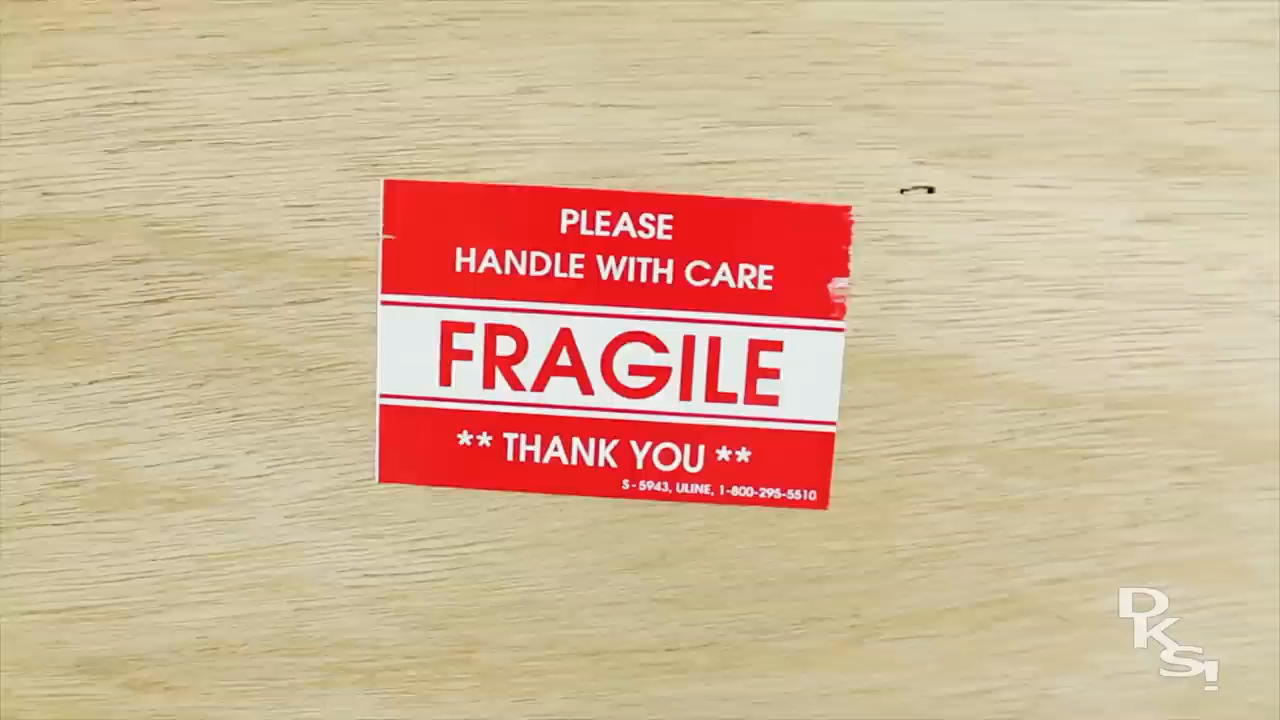 PLEASE
HANDLE WITH CARE
FRAGILE
** THANK YOU **
S-5943, ULINE, 1-800-295-5510
DKS!